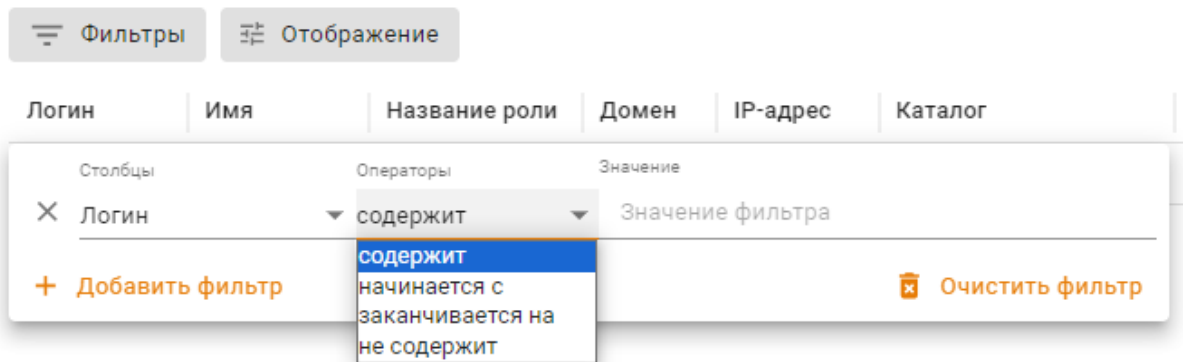 Фильтры Отображение
Логин Имя Название роли Домен IP-адрес Каталог
Столбцы Операторы Значение
Логин содержит Значение фильтра
содержит
Добавить фильтр начинается с Очистить фильтр
заканчивается на
не содержит